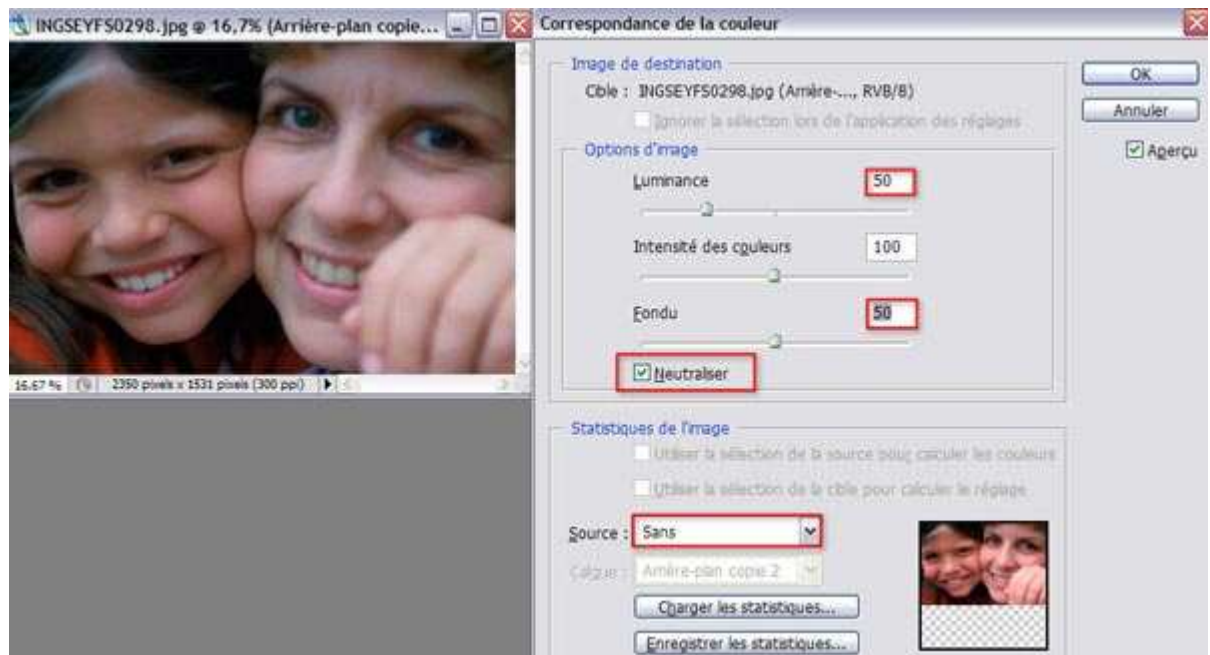 INGSEYFS0298.jpg @ 16,7% (Arrière-plan copie...
16.67 %
2350 pixels x 1531 pixels (300 ppi)
Correspondance de la couleur
Image de destination
Cible : INGSEYFS0298.jpg (Arrière-..., RVB/8)
Ignorer la sélection lors de l'application des réglages
Options d'image
Luminance 50
Intensité des couleurs 100
Fondu 50
Neutraliser
OK
Annuler
Aperçu
Statistiques de l'image
Utiliser la sélection de la source pour calculer les couleurs
Utiliser la sélection de la cible pour calculer le réglage
Source : Sans
Calque : Arrière-plan copie 2
Charger les statistiques...
Enregistrer les statistiques...